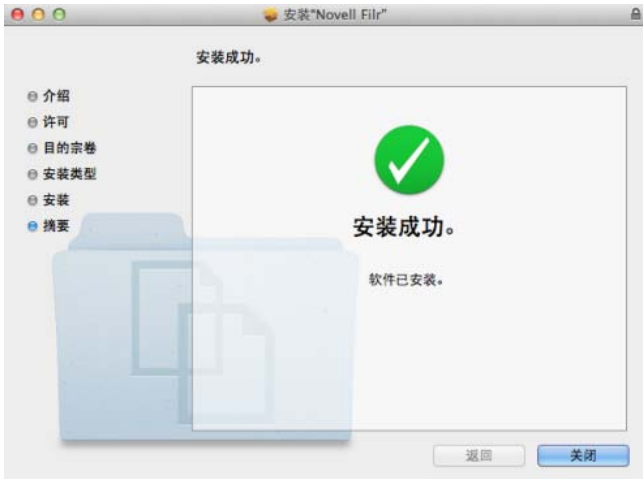 安装“Novell Filr”
安装成功。
介绍
许可
目的宗卷
安装类型
安装
摘要
安装成功。
软件已安装。
返回
关闭